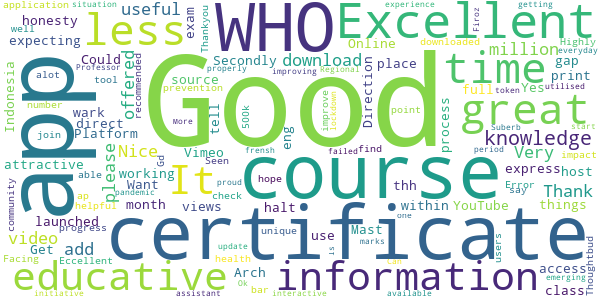 application
situation
experience
getting
honesty
well
expecting
useful
exam
Thankyou
less
WHO
Excellent
Firoz
Highly
everyday
Professor
tool
Could
offered
recommended
Secondly
download
Online
place
downloaded
million
gap
Indonesia
alot
number
source
prevention
improving
Regional
time
full
token
Yes
print
utilised
app
join
wark
direct
Platform
tell
500k
Good
eng
improve
lockdown
point
Direction
process
great
Suberb
start
attractive
please
Nice
Vimeo
More
failed
find
period
impact
Very
knowledge
able
working
Seen
frensh
thh
express
host
community
ap
Want
Gd
proud
check
It
hope
course
Error
say
Thank
helpful
pandemic
month
views
halt
within
YouTube
things
launched
progress
certificate
unique
Mast
one
use
marks
video
Get
add
update
is
users
access
Thoughtbud
Facing
Eccellent
Arch
health
can
emerging
educative
Ok
bar
information
class
initiative
assistant
interactive
available